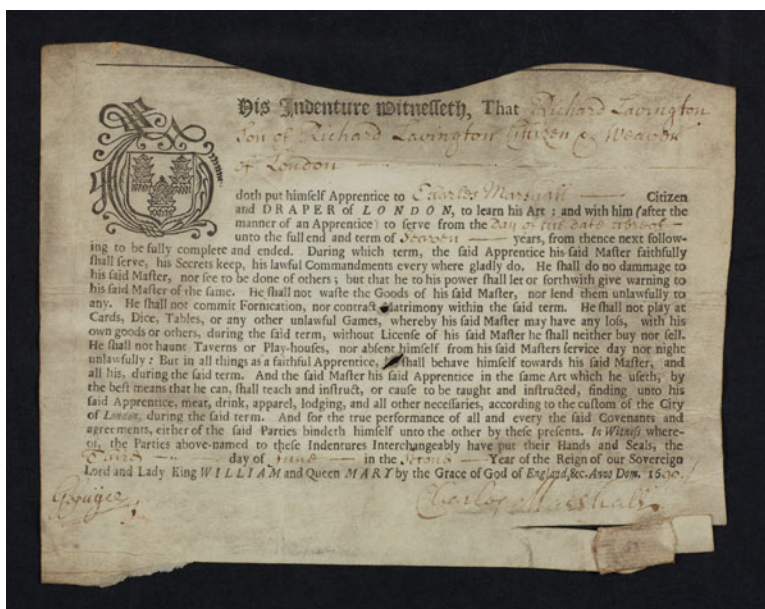 His Indenture Witnesseth, That Richard Lavington
Son of Richard Lavington Citizen & Weaver
of London
doth put himself Apprentice to Charles Marshall Citizen
and DRAPER of LONDON, to learn his Art : and with him (after the
manner of an Apprentice) to serve from the day of the date hereof
unto the full end and term of Seaven years, from thence next follow-
ing to be fully complete and ended. During which term, the said Apprentice his said Master faithfully
shall serve, his Secrets keep, his lawful Commandments every where gladly do. He shall do no damage to
his said Master, nor see to be done of others ; but that he to his power shall let or forthwith give warning to
his said Master of the same. He shall not waste the Goods of his said Master, nor lend them unlawfully to
any. He shall not commit Fornication, nor contract Matrimony within the said term. He shall not play at
Cards, Dice, Tables, or any other unlawful Games, whereby his said Master may have any loss, with his
own goods or others, during the said term, without License of his said Master he shall neither buy nor sell.
He shall not haunt Taverns or Play-houses, nor absent himself from his said Masters service day nor night
unlawfully : But in all things as a faithful Apprentice, he shall behave himself towards his said Master, and
all his, during the said term. And the said Master his said Apprentice in the same Art which he useth, by
the best means that he can, shall teach and instruct, or cause to be taught and instructed, finding unto his
said Apprentice, meat, drink, apparel, lodging, and all other necessaries, according to the custom of the City
of London, during the said term. And for the true performance of all and every the said Covenants and
agreements, either of the said Parties bindeth himself unto the other by these presents. In Witness where-
of, the Parties above-named to these Indentures Interchangeably have put their Hands and Seals, the
day of June in the Year of the Reign of our Sovereign
Lord and Lady King WILLIAM and Queen MARY by the Grace of God of England, &c. Anno Dom. 1690
Charles Marshall